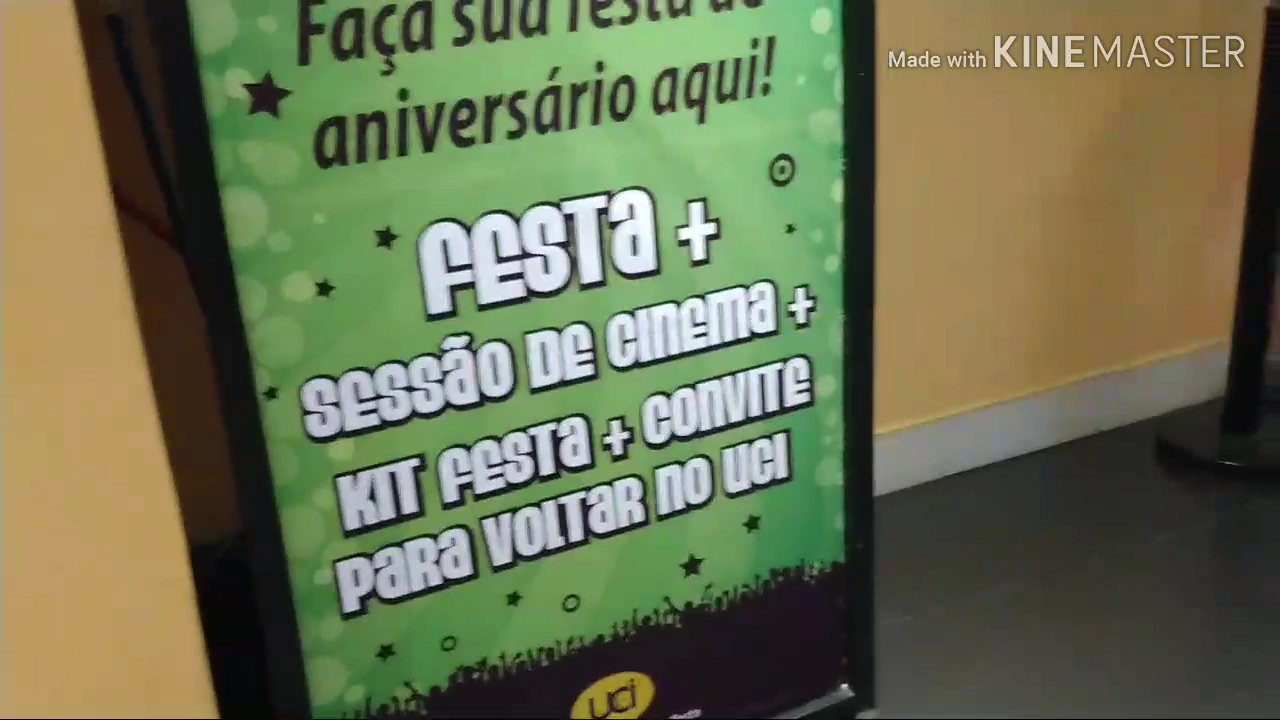 Made with KINEMASTER
Faça sua festa de
aniversário aqui!
FESTA +
SESSÃO DE CINEMA +
KIT FESTA + CONVITE
PARA VOLTAR NO UCI
uci